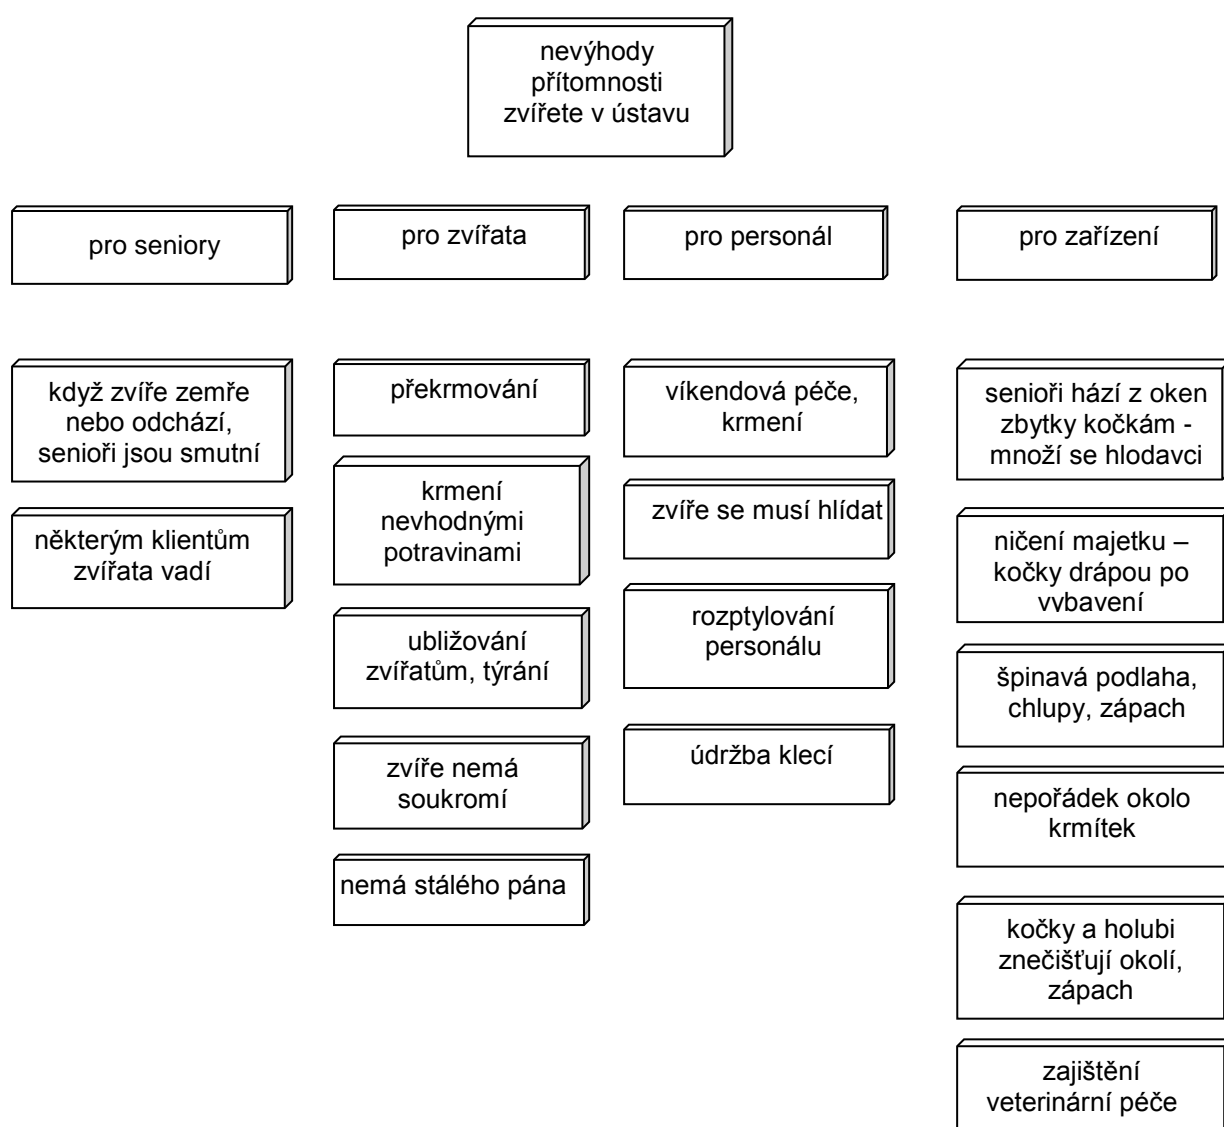 nevýhody
přítomnosti
zvířete v ústavu
pro seniory
pro zvířata
pro personál
pro zařízení
když zvíře zemře
nebo odchází,
senioři jsou smutní
některým klientům
zvířata vadí
překrmování
krmení
nevhodnými
potravinami
ubližování
zvířatům, týrání
zvíře nemá
soukromí
nemá stálého pána
víkendová péče,
krmení
zvíře se musí hlídat
rozptylování
personálu
údržba klecí
senioři hází z oken
zbytky kočkám -
množí se hlodavci
ničení majetku –
kočky drápou po
vybavení
špinavá podlaha,
chlupy, zápach
nepořádek okolo
krmítek
kočky a holubi
znečišťují okolí,
zápach
zajištění
veterinární péče